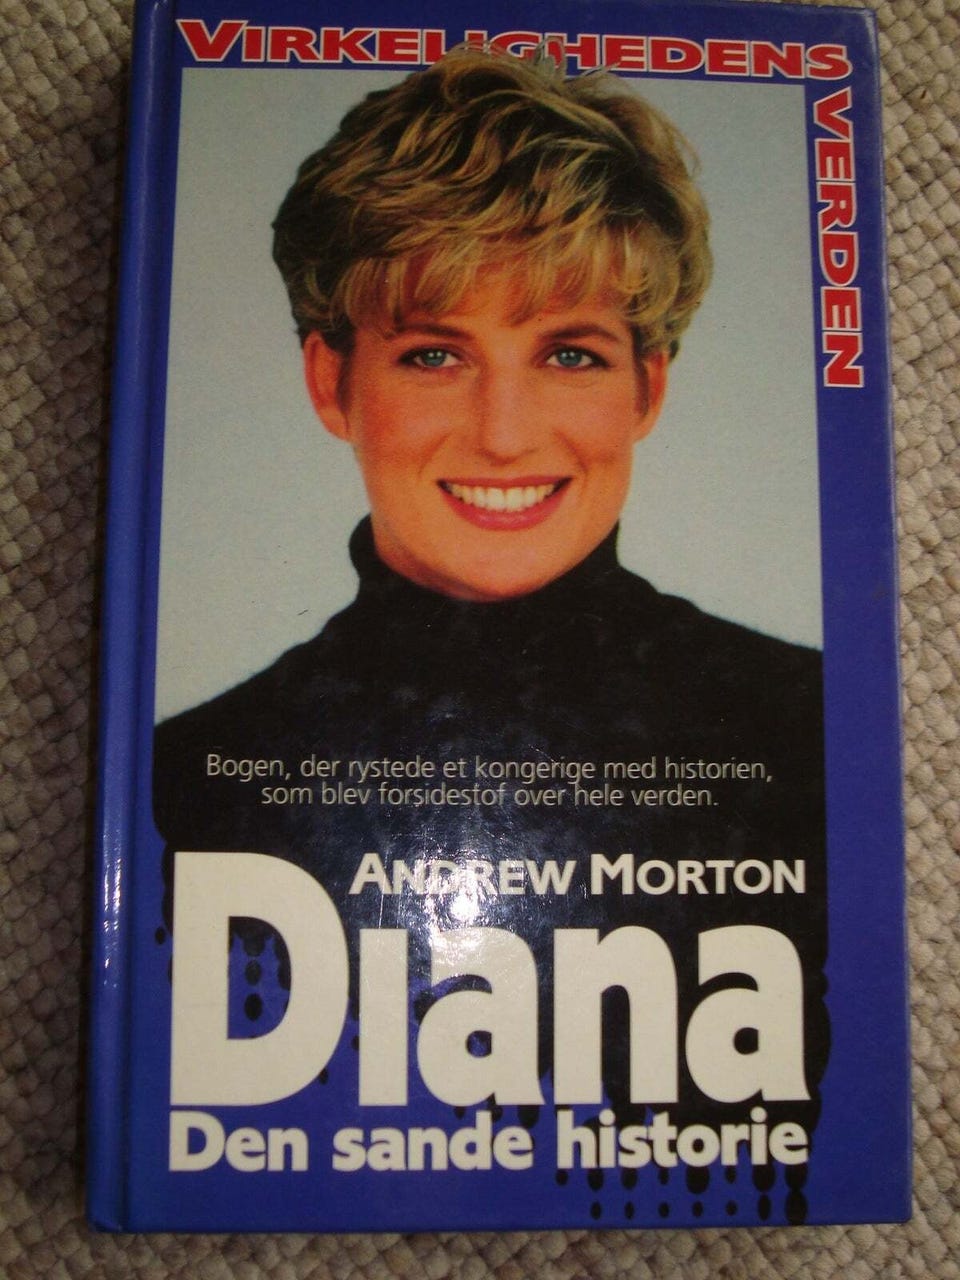 VIRKELIGHEDENS
VERDEN
Bogen, der rystede et kongerige med historien,
som blev forsidestof over hele verden.
ANDREW MORTON
Diana
Den sande historie